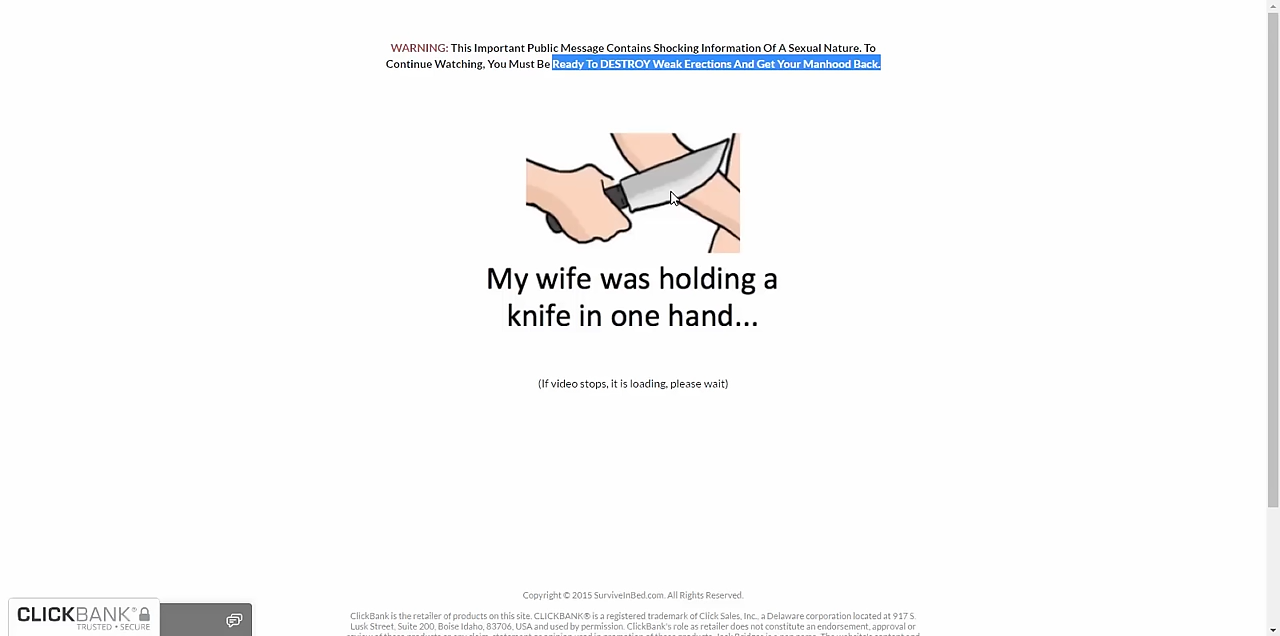 WARNING: This Important Public Message Contains Shocking Information Of A Sexual Nature. To
Continue Watching, You Must Be Ready To DESTROY Weak Erections And Get Your Manhood Back.
My wife was holding a
knife in one hand...
(If video stops, it is loading, please wait)
Copyright © 2015 SurviveInBed.com. All Rights Reserved.
ClickBank is the retailer of products on this site. CLICKBANK® is a registered trademark of Click Sales, Inc., a Delaware corporation located at 917 S.
Lusk Street, Suite 200, Boise Idaho, 83706, USA and used by permission. ClickBank's role as retailer does not constitute an endorsement, approval or
CLICKBANK®
TRUSTED • SECURE